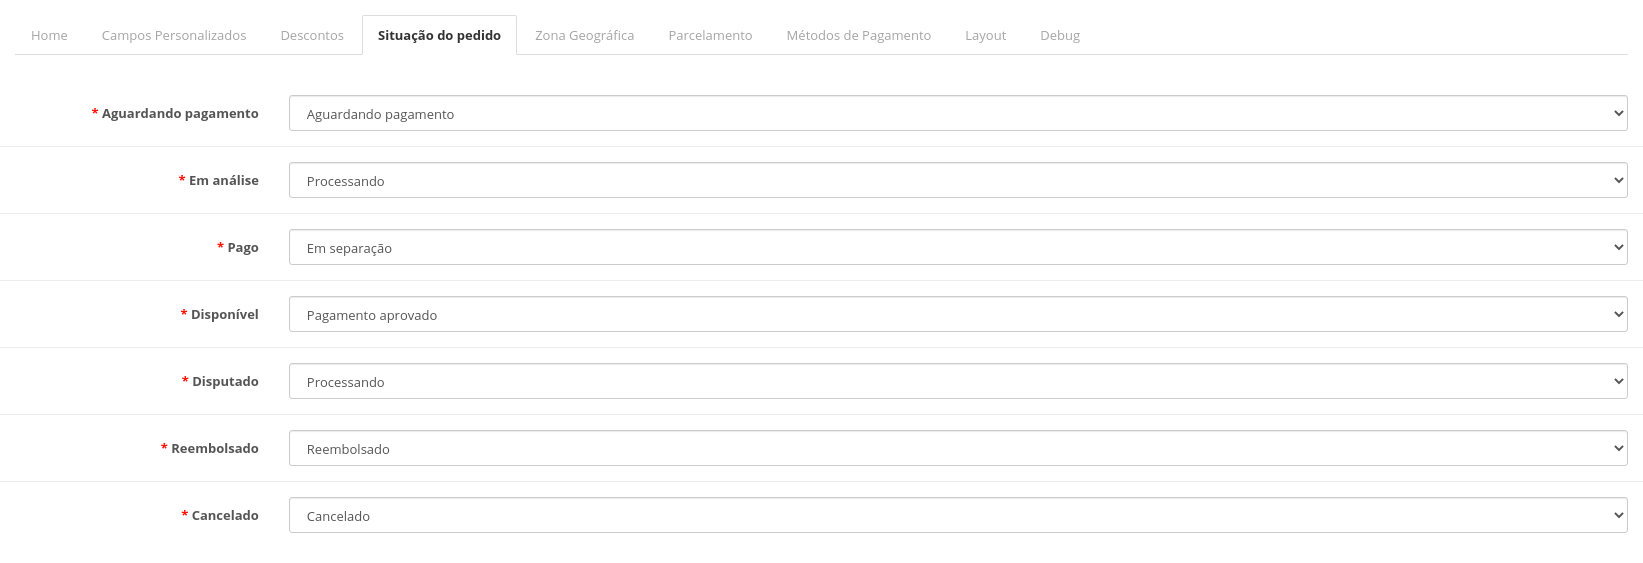 Home Campos Personalizados Descontos Situação do pedido Zona Geográfica Parcelamento Métodos de Pagamento Layout Debug
* Aguardando pagamento Aguardando pagamento
* Em análise Processando
* Pago Em separação
* Disponível Pagamento aprovado
* Disputado Processando
* Reembolsado Reembolsado
* Cancelado Cancelado